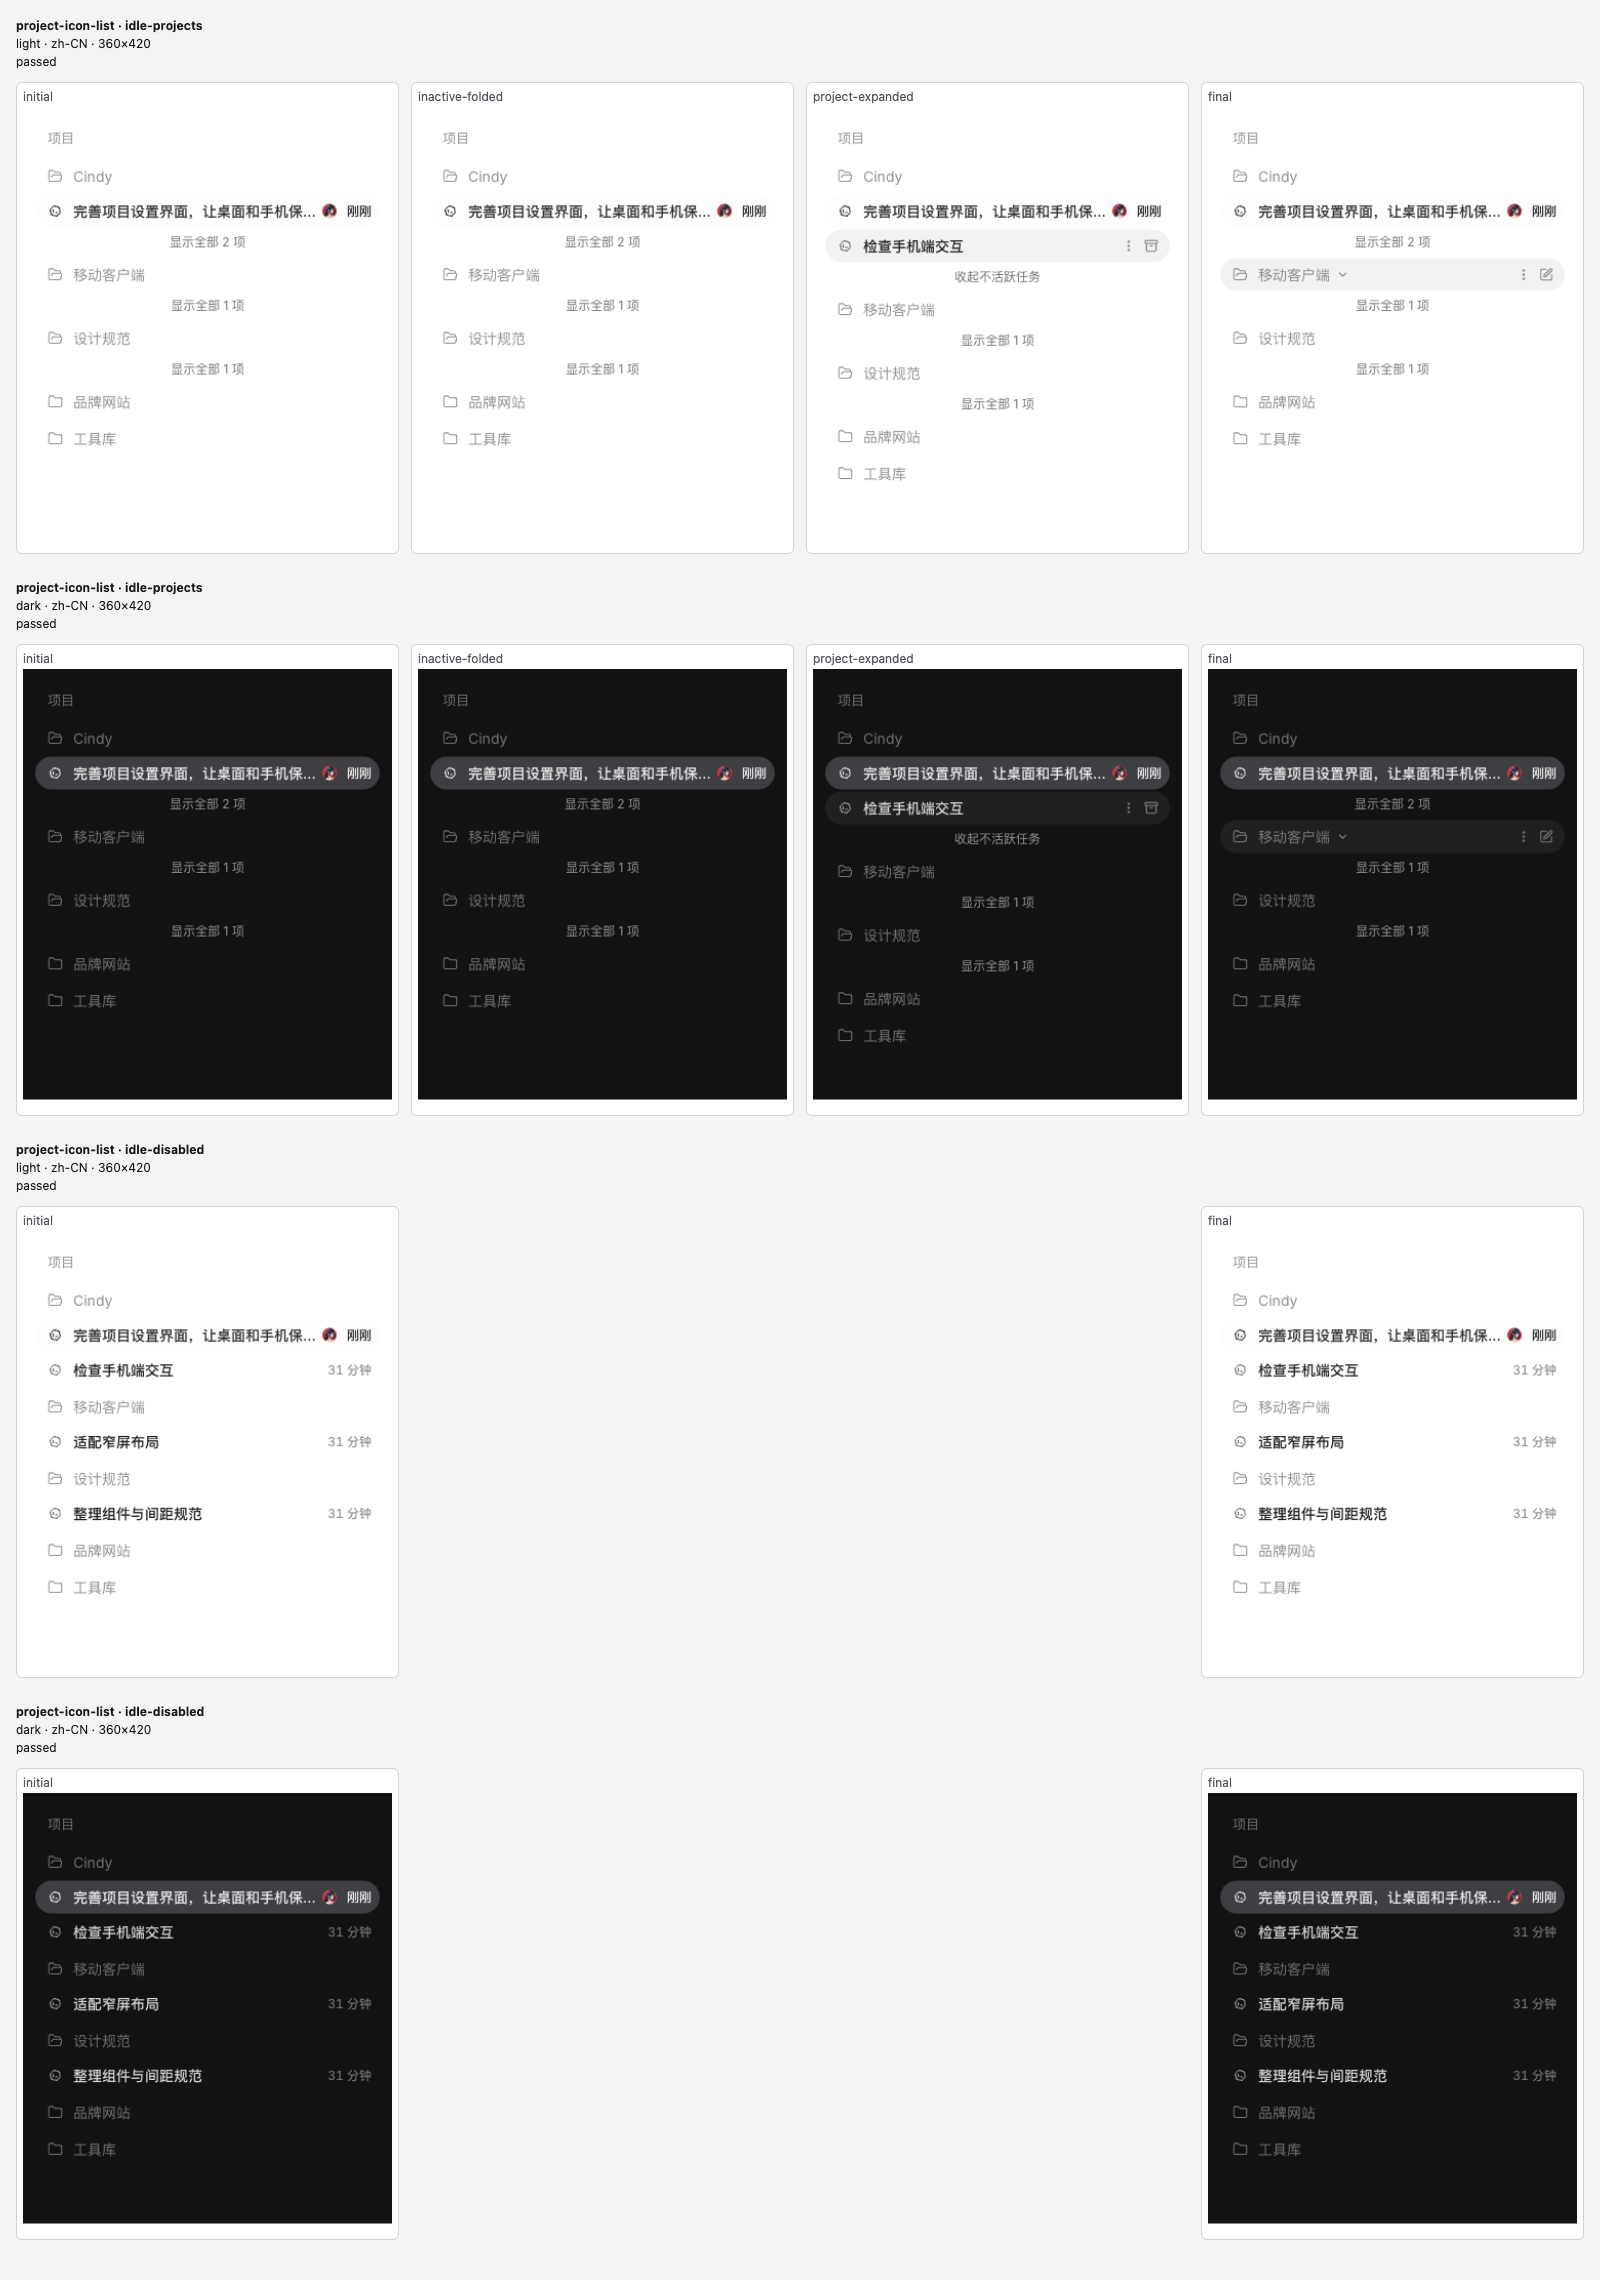 project-icon-list · idle-projects
light · zh-CN · 360×420
passed
initial
项目
Cindy
完善项目设置界面，让桌面和手机保... 刚刚
显示全部 2 项
移动客户端
显示全部 1 项
设计规范
显示全部 1 项
品牌网站
工具库
inactive-folded
项目
Cindy
完善项目设置界面，让桌面和手机保... 刚刚
显示全部 2 项
移动客户端
显示全部 1 项
设计规范
显示全部 1 项
品牌网站
工具库
project-expanded
项目
Cindy
完善项目设置界面，让桌面和手机保... 刚刚
检查手机端交互
收起不活跃任务
移动客户端
显示全部 1 项
设计规范
显示全部 1 项
品牌网站
工具库
final
项目
Cindy
完善项目设置界面，让桌面和手机保... 刚刚
显示全部 2 项
移动客户端
显示全部 1 项
设计规范
显示全部 1 项
品牌网站
工具库
project-icon-list · idle-projects
dark · zh-CN · 360×420
passed
initial
项目
Cindy
完善项目设置界面，让桌面和手机保... 刚刚
显示全部 2 项
移动客户端
显示全部 1 项
设计规范
显示全部 1 项
品牌网站
工具库
inactive-folded
项目
Cindy
完善项目设置界面，让桌面和手机保... 刚刚
显示全部 2 项
移动客户端
显示全部 1 项
设计规范
显示全部 1 项
品牌网站
工具库
project-expanded
项目
Cindy
完善项目设置界面，让桌面和手机保... 刚刚
检查手机端交互
收起不活跃任务
移动客户端
显示全部 1 项
设计规范
显示全部 1 项
品牌网站
工具库
final
项目
Cindy
完善项目设置界面，让桌面和手机保... 刚刚
显示全部 2 项
移动客户端
显示全部 1 项
设计规范
显示全部 1 项
品牌网站
工具库
project-icon-list · idle-disabled
light · zh-CN · 360×420
passed
initial
项目
Cindy
完善项目设置界面，让桌面和手机保... 刚刚
检查手机端交互 31 分钟
移动客户端
适配窄屏布局 31 分钟
设计规范
整理组件与间距规范 31 分钟
品牌网站
工具库
final
项目
Cindy
完善项目设置界面，让桌面和手机保... 刚刚
检查手机端交互 31 分钟
移动客户端
适配窄屏布局 31 分钟
设计规范
整理组件与间距规范 31 分钟
品牌网站
工具库
project-icon-list · idle-disabled
dark · zh-CN · 360×420
passed
initial
项目
Cindy
完善项目设置界面，让桌面和手机保... 刚刚
检查手机端交互 31 分钟
移动客户端
适配窄屏布局 31 分钟
设计规范
整理组件与间距规范 31 分钟
品牌网站
工具库
final
项目
Cindy
完善项目设置界面，让桌面和手机保... 刚刚
检查手机端交互 31 分钟
移动客户端
适配窄屏布局 31 分钟
设计规范
整理组件与间距规范 31 分钟
品牌网站
工具库